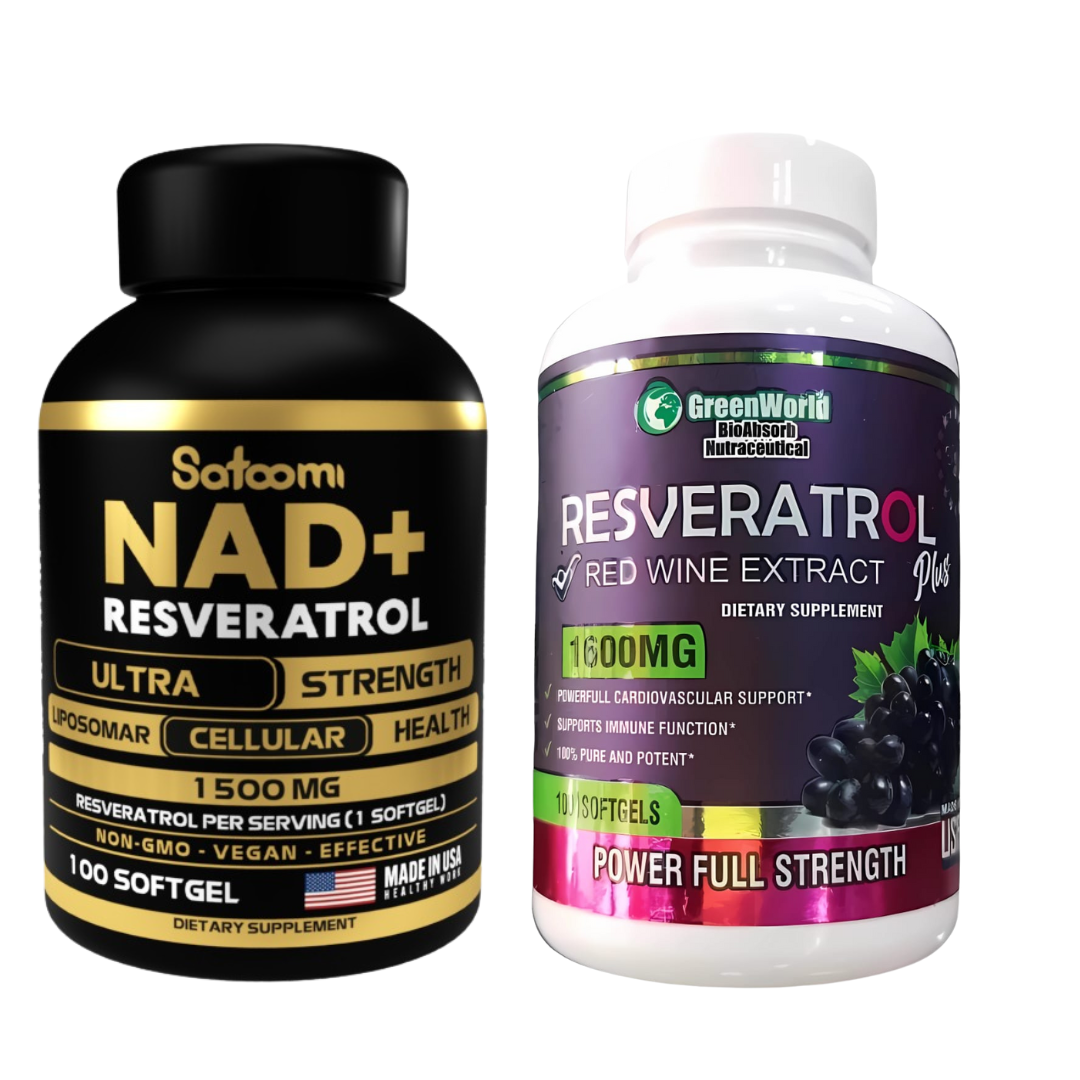 Satoomi
NAD+
RESVERATROL
ULTRA STRENGTH
LIPOSOMAR CELLULAR HEALTH
1500 MG
RESVERATROL PER SERVING (1 SOFTGEL)
NON-GMO - VEGAN - EFFECTIVE
100 SOFTGEL
MADE IN USA
HEALTHY WORK
DIETARY SUPPLEMENT
GreenWorld
BioAbsorb
Nutraceutical
RESVERATROL
RED WINE EXTRACT Plus
DIETARY SUPPLEMENT
1600MG
POWERFULL CARDIOVASCULAR SUPPORT*
SUPPORTS IMMUNE FUNCTION*
100% PURE AND POTENT*
100 SOFTGELS
POWER FULL STRENGTH